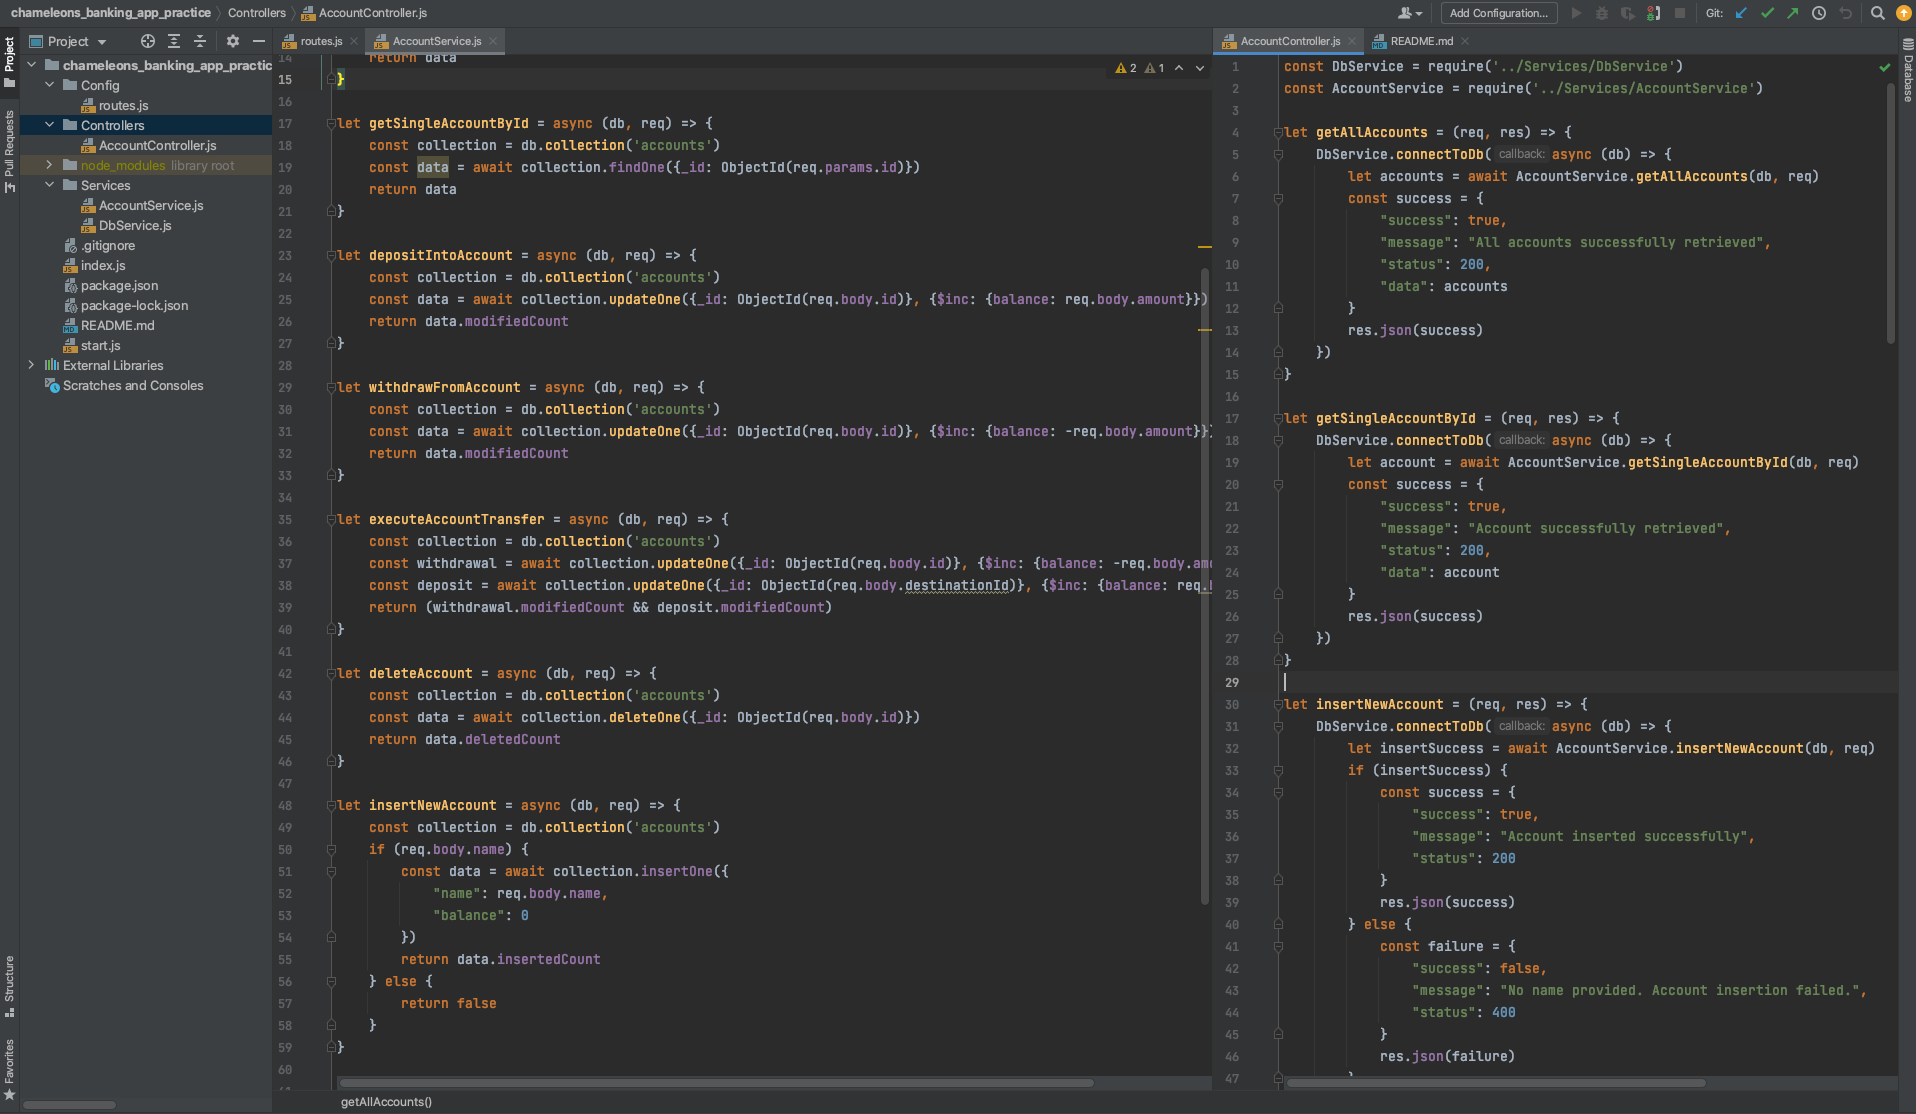 chameleons_banking_app_practice
Controllers
AccountController.js
Add Configuration...
Git:
Project
Pull Requests
Structure
Favorites
Database
Project
chameleons_banking_app_practic
Config
routes.js
Controllers
AccountController.js
node_modules library root
Services
AccountService.js
DbService.js
.gitignore
index.js
package.json
package-lock.json
README.md
start.js
External Libraries
Scratches and Consoles
routes.js
AccountService.js
2
1
14 return data
15 }
16
17 let getSingleAccountById = async (db, req) => {
18 const collection = db.collection('accounts')
19 const data = await collection.findOne({_id: ObjectId(req.params.id)})
20 return data
21 }
22
23 let depositIntoAccount = async (db, req) => {
24 const collection = db.collection('accounts')
25 const data = await collection.updateOne({_id: ObjectId(req.body.id)}, {$inc: {balance: req.body.amount}})
26 return data.modifiedCount
27 }
28
29 let withdrawFromAccount = async (db, req) => {
30 const collection = db.collection('accounts')
31 const data = await collection.updateOne({_id: ObjectId(req.body.id)}, {$inc: {balance: -req.body.amount}}
32 return data.modifiedCount
33 }
34
35 let executeAccountTransfer = async (db, req) => {
36 const collection = db.collection('accounts')
37 const withdrawal = await collection.updateOne({_id: ObjectId(req.body.id)}, {$inc: {balance: -req.body.am
38 const deposit = await collection.updateOne({_id: ObjectId(req.body.destinationId)}, {$inc: {balance: req.
39 return (withdrawal.modifiedCount && deposit.modifiedCount)
40 }
41
42 let deleteAccount = async (db, req) => {
43 const collection = db.collection('accounts')
44 const data = await collection.deleteOne({_id: ObjectId(req.body.id)})
45 return data.deletedCount
46 }
47
48 let insertNewAccount = async (db, req) => {
49 const collection = db.collection('accounts')
50 if (req.body.name) {
51 const data = await collection.insertOne({
52 "name": req.body.name,
53 "balance": 0
54 })
55 return data.insertedCount
56 } else {
57 return false
58 }
59 }
60
getAllAccounts()
AccountController.js
README.md
1 const DbService = require('../Services/DbService')
2 const AccountService = require('../Services/AccountService')
3
4 let getAllAccounts = (req, res) => {
5 DbService.connectToDb( callback: async (db) => {
6 let accounts = await AccountService.getAllAccounts(db, req)
7 const success = {
8 "success": true,
9 "message": "All accounts successfully retrieved",
10 "status": 200,
11 "data": accounts
12 }
13 res.json(success)
14 })
15 }
16
17 let getSingleAccountById = (req, res) => {
18 DbService.connectToDb( callback: async (db) => {
19 let account = await AccountService.getSingleAccountById(db, req)
20 const success = {
21 "success": true,
22 "message": "Account successfully retrieved",
23 "status": 200,
24 "data": account
25 }
26 res.json(success)
27 })
28 }
29
30 let insertNewAccount = (req, res) => {
31 DbService.connectToDb( callback: async (db) => {
32 let insertSuccess = await AccountService.insertNewAccount(db, req)
33 if (insertSuccess) {
34 const success = {
35 "success": true,
36 "message": "Account inserted successfully",
37 "status": 200
38 }
39 res.json(success)
40 } else {
41 const failure = {
42 "success": false,
43 "message": "No name provided. Account insertion failed.",
44 "status": 400
45 }
46 res.json(failure)
47